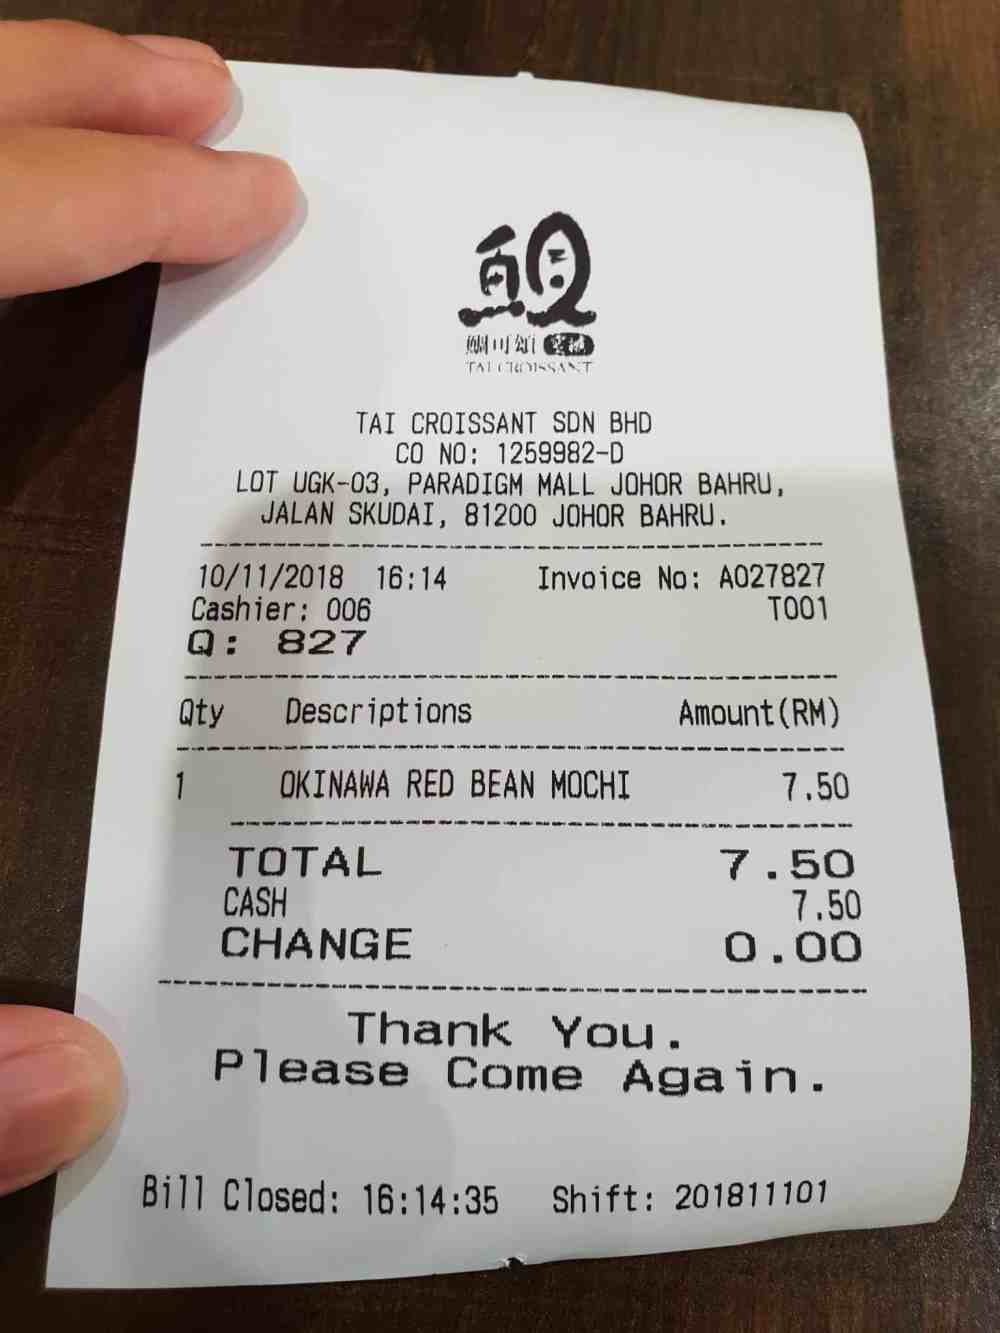 鯛可頌
TAI CROISSANT
TAI CROISSANT SDN BHD
CO NO: 1259982-D
LOT UGK-03, PARADIGM MALL JOHOR BAHRU,
JALAN SKUDAI, 81200 JOHOR BAHRU.
10/11/2018 16:14 Invoice No: A027827
Cashier: 006 T001
Q: 827
Qty Descriptions Amount(RM)
1 OKINAWA RED BEAN MOCHI 7.50
TOTAL 7.50
CASH 7.50
CHANGE 0.00
Thank You.
Please Come Again.
Bill Closed: 16:14:35 Shift: 201811101